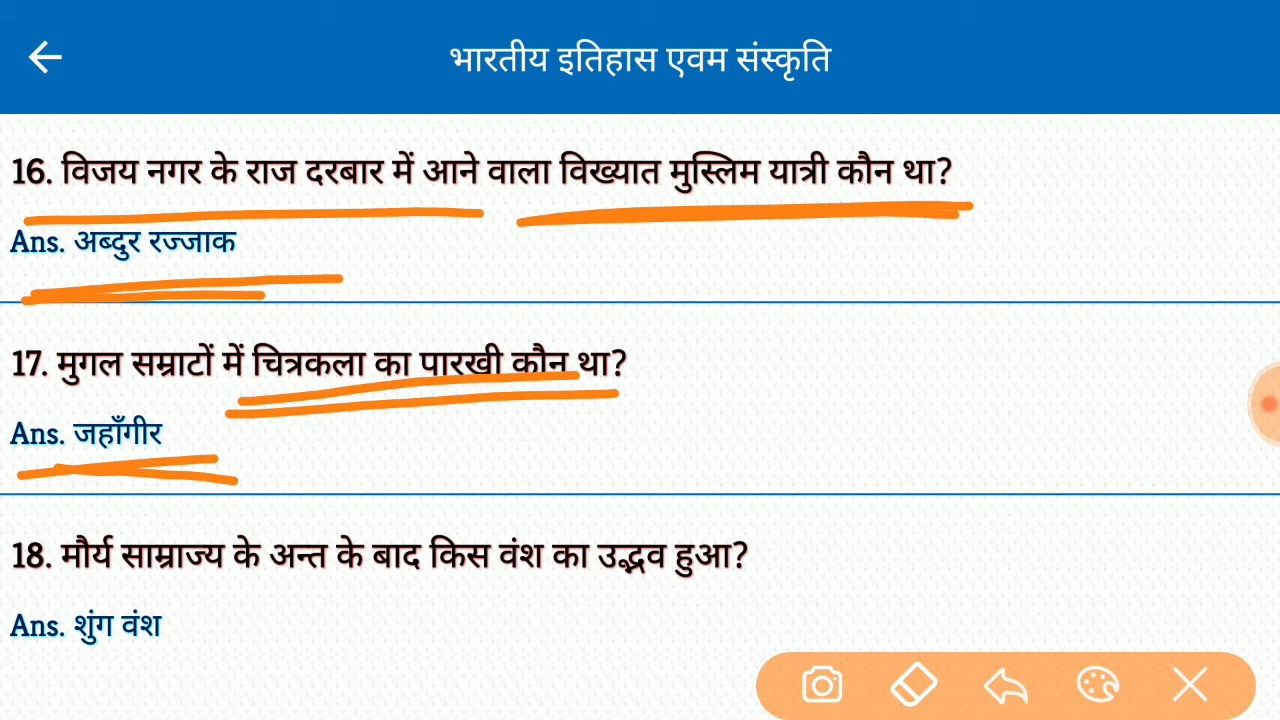 भारतीय इतिहास एवम संस्कृति
16. विजय नगर के राज दरबार में आने वाला विख्यात मुस्लिम यात्री कौन था?
Ans. अब्दुर रज्जाक
17. मुगल सम्राटों में चित्रकला का पारखी कौन था?
Ans. जहाँगीर
18. मौर्य साम्राज्य के अन्त के बाद किस वंश का उद्भव हुआ?
Ans. शुंग वंश